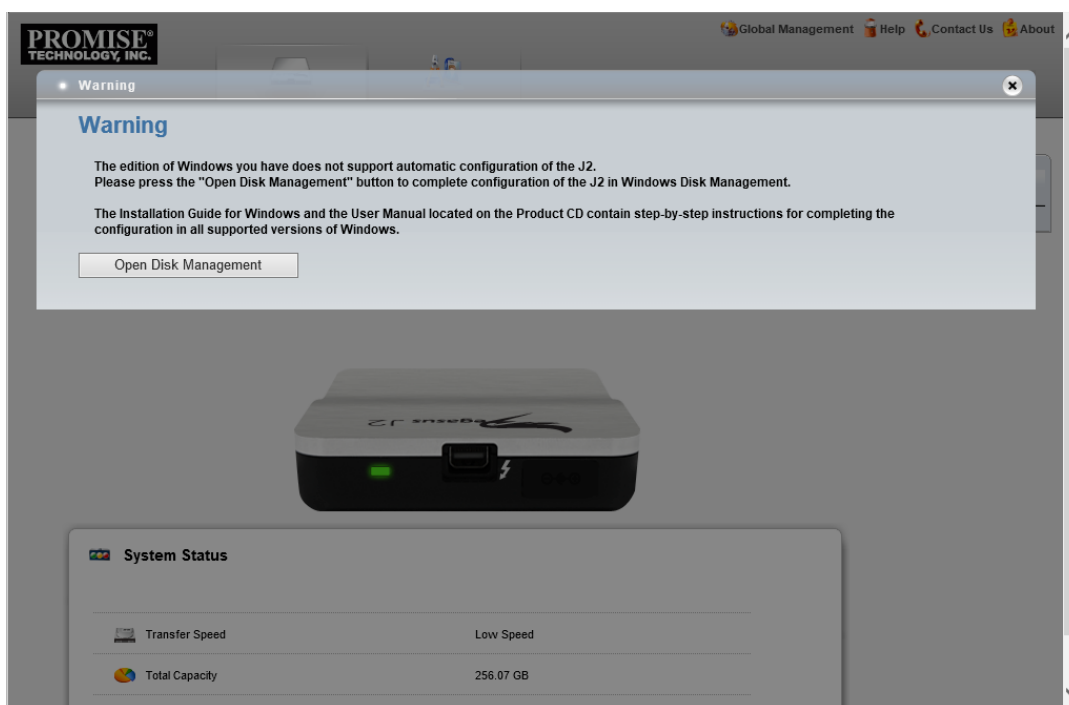 PROMISE®
TECHNOLOGY, INC.
Global Management Help Contact Us About
Warning
Warning
The edition of Windows you have does not support automatic configuration of the J2.
Please press the "Open Disk Management" button to complete configuration of the J2 in Windows Disk Management.
The Installation Guide for Windows and the User Manual located on the Product CD contain step-by-step instructions for completing the
configuration in all supported versions of Windows.
Open Disk Management
Pegasus J2
System Status
Transfer Speed Low Speed
Total Capacity 256.07 GB